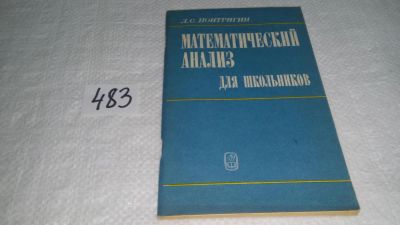 Л.С. ПОНТРЯГИН
МАТЕМАТИЧЕСКИЙ
АНАЛИЗ
ДЛЯ ШКОЛЬНИКОВ
483